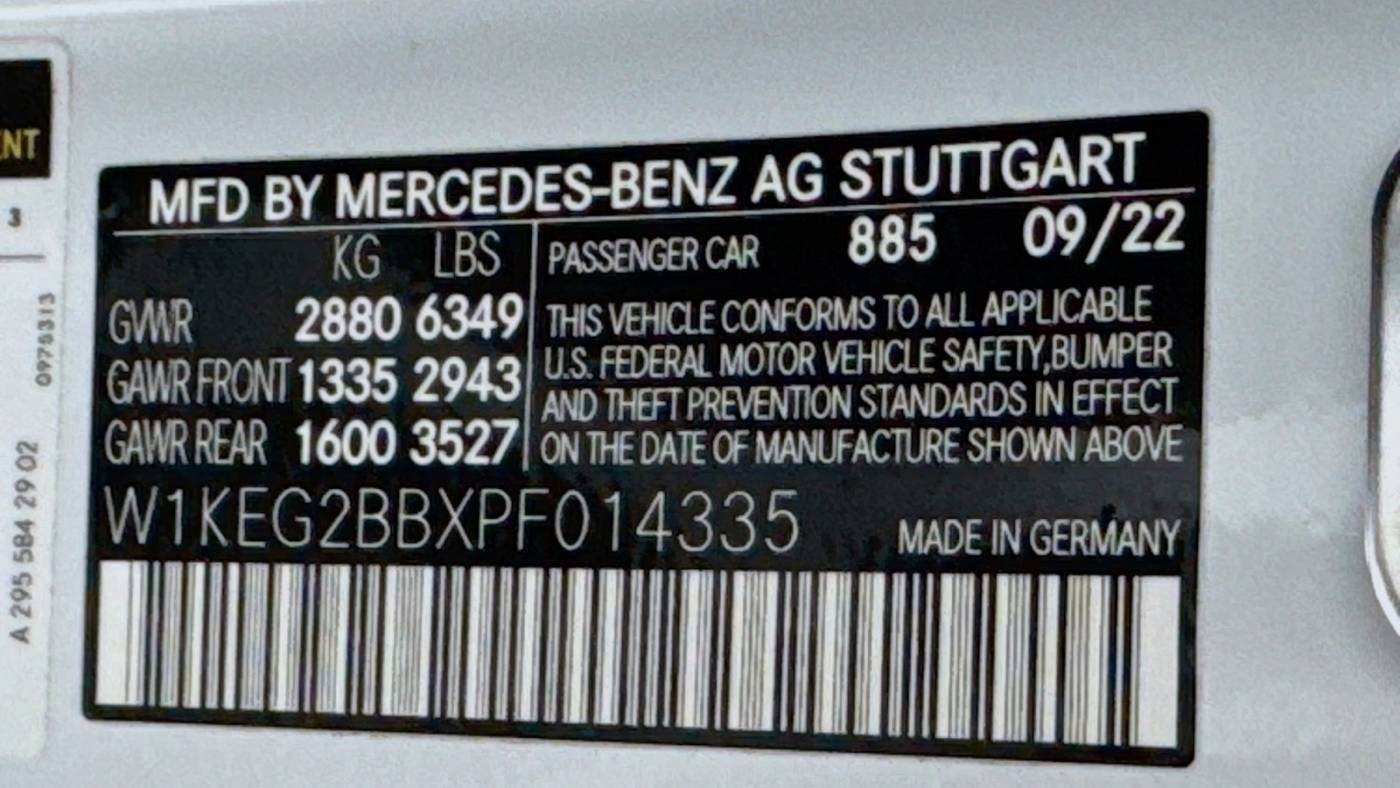 ENT
3
0975313
A 295 584 29 02
MFD BY MERCEDES-BENZ AG STUTTGART
KG LBS
GVWR 2880 6349
GAWR FRONT 1335 2943
GAWR REAR 1600 3527
PASSENGER CAR 885 09/22
THIS VEHICLE CONFORMS TO ALL APPLICABLE
U.S. FEDERAL MOTOR VEHICLE SAFETY,BUMPER
AND THEFT PREVENTION STANDARDS IN EFFECT
ON THE DATE OF MANUFACTURE SHOWN ABOVE
W1KEG2BBXPF014335
MADE IN GERMANY